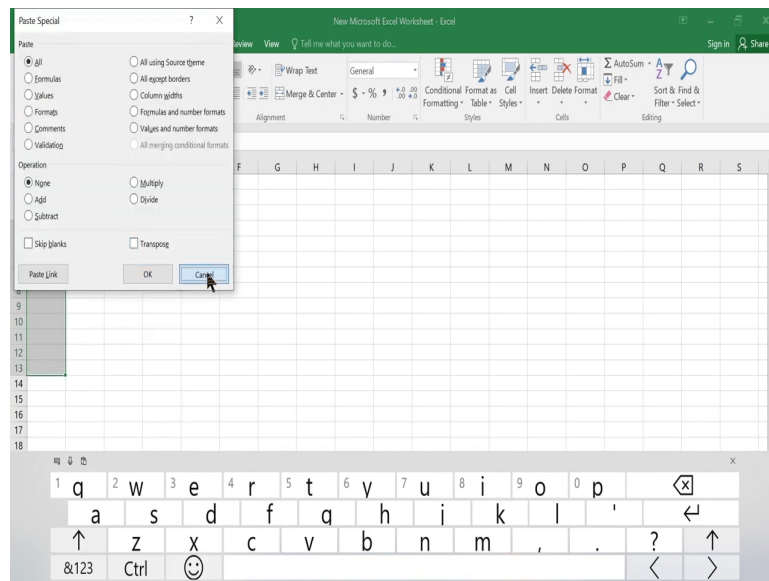 Paste Special ? X
New Microsoft Excel Worksheet - Excel
Review View Tell me what you want to do... Sign in Share
Paste
All All using Source theme
Formulas All except borders
Values Column widths
Formats Formulas and number formats
Comments Values and number formats
Validation All merging conditional formats
Operation
None Multiply
Add Divide
Subtract
Skip blanks Transpose
Paste Link OK Cancel
Wrap Text General AutoSum
Merge & Center $ % , .0 .00 .00 .0 Conditional Format as Cell Insert Delete Format Fill Sort & Find &
Formatting Table Styles Clear Filter Select
Alignment Number Styles Cells Editing
F G H I J K L M N O P Q R S
8
9
10
11
12
13
14
15
16
17
18
1 q 2 w 3 e 4 r 5 t 6 y 7 u 8 i 9 o 0 p
a s d f g h j k l '
z x c v b n m , . ?
&123 Ctrl